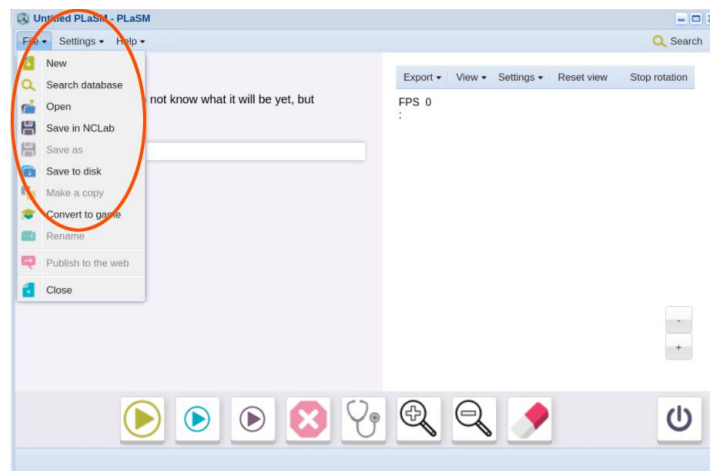 Untitled PLaSM - PLaSM
File Settings Help
Search
New
Search database
Open
Save in NCLab
Save as
Save to disk
Make a copy
Convert to game
Rename
Publish to the web
Close
not know what it will be yet, but
Export View Settings Reset view Stop rotation
FPS 0
:
-
+